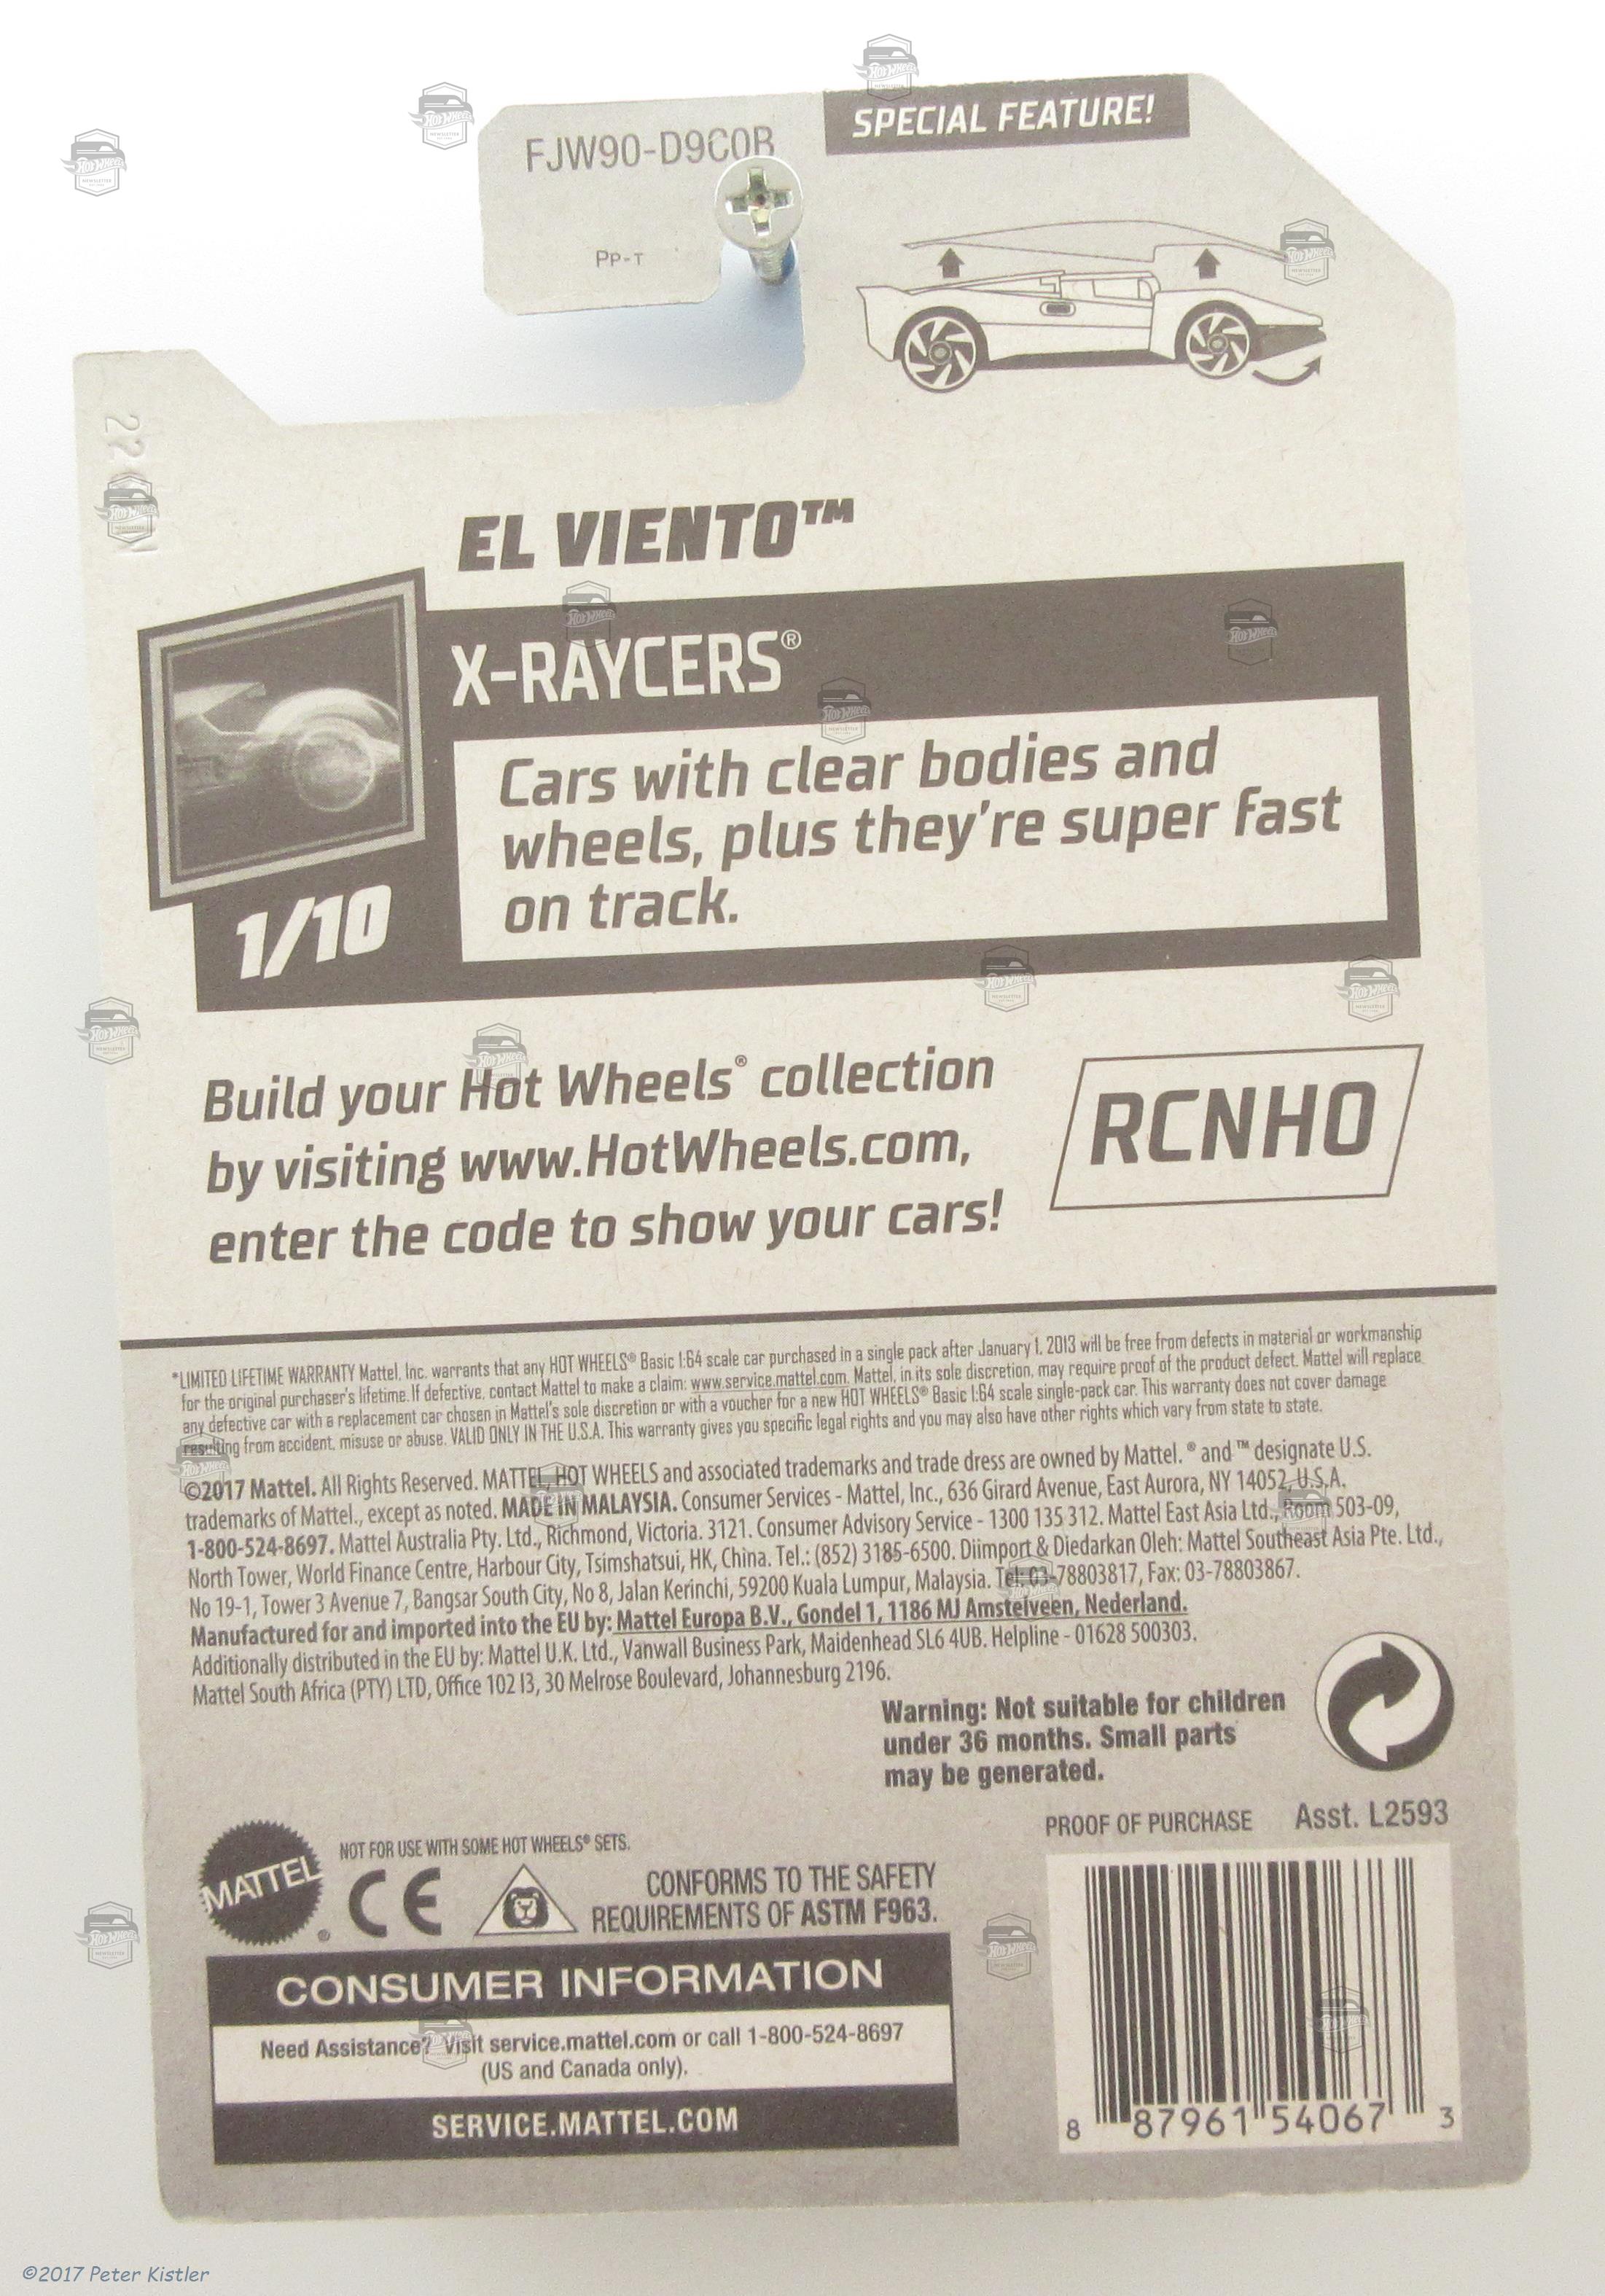 FJW90-D9C0B
SPECIAL FEATURE!
PP-T
EL VIENTO™
X-RAYCERS®
Cars with clear bodies and
wheels, plus they're super fast
on track.
1/10
Build your Hot Wheels® collection
by visiting www.HotWheels.com,
enter the code to show your cars!
RCNH0
*LIMITED LIFETIME WARRANTY Mattel, Inc. warrants that any HOT WHEELS® Basic 1:64 scale car purchased in a single pack after January 1, 2013 will be free from defects in material or workmanship
for the original purchaser's lifetime. If defective, contact Mattel to make a claim: www.service.mattel.com. Mattel, in its sole discretion, may require proof of the product defect. Mattel will replace
any defective car with a replacement car chosen in Mattel's sole discretion or with a voucher for a new HOT WHEELS® Basic 1:64 scale single-pack car. This warranty does not cover damage
resulting from accident, misuse or abuse. VALID ONLY IN THE U.S.A. This warranty gives you specific legal rights and you may also have other rights which vary from state to state.
©2017 Mattel. All Rights Reserved. MATTEL, HOT WHEELS and associated trademarks and trade dress are owned by Mattel. ® and ™ designate U.S.
trademarks of Mattel., except as noted. MADE IN MALAYSIA. Consumer Services - Mattel, Inc., 636 Girard Avenue, East Aurora, NY 14052, U.S.A.
1-800-524-8697. Mattel Australia Pty. Ltd., Richmond, Victoria. 3121. Consumer Advisory Service - 1300 135 312. Mattel East Asia Ltd., Room 503-09,
North Tower, World Finance Centre, Harbour City, Tsimshatsui, HK, China. Tel.: (852) 3185-6500. Diimport & Diedarkan Oleh: Mattel Southeast Asia Pte. Ltd.,
No 19-1, Tower 3 Avenue 7, Bangsar South City, No 8, Jalan Kerinchi, 59200 Kuala Lumpur, Malaysia. Tel: 03-78803817, Fax: 03-78803867.
Manufactured for and imported into the EU by: Mattel Europa B.V., Gondel 1, 1186 MJ Amstelveen, Nederland.
Additionally distributed in the EU by: Mattel U.K. Ltd., Vanwall Business Park, Maidenhead SL6 4UB. Helpline - 01628 500303.
Mattel South Africa (PTY) LTD, Office 102 I3, 30 Melrose Boulevard, Johannesburg 2196.
Warning: Not suitable for children
under 36 months. Small parts
may be generated.
PROOF OF PURCHASE Asst. L2593
MATTEL®
NOT FOR USE WITH SOME HOT WHEELS® SETS.
CE
CONFORMS TO THE SAFETY
REQUIREMENTS OF ASTM F963.
CONSUMER INFORMATION
Need Assistance? Visit service.mattel.com or call 1-800-524-8697
(US and Canada only).
SERVICE.MATTEL.COM
8 87961 54067 3
©2017 Peter Kistler